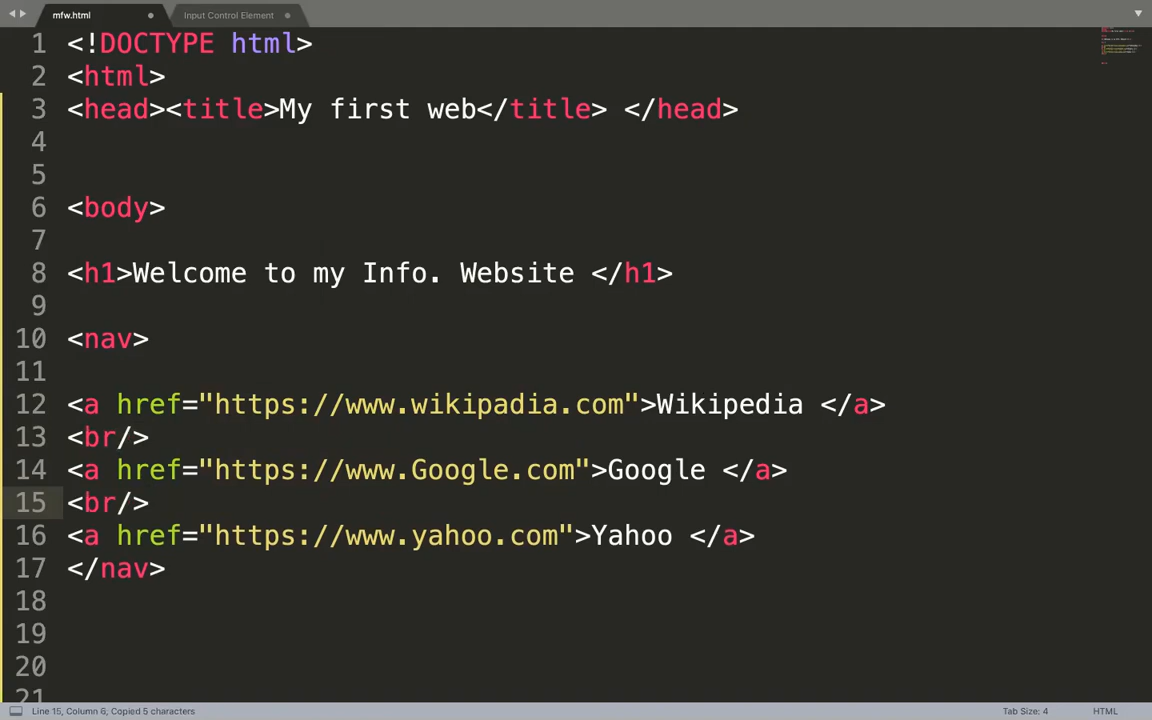 mfw.html
Input Control Element
1 <!DOCTYPE html>
2 <html>
3 <head><title>My first web</title> </head>
4
5
6 <body>
7
8 <h1>Welcome to my Info. Website </h1>
9
10 <nav>
11
12 <a href="https://www.wikipadia.com">Wikipedia </a>
13 <br/>
14 <a href="https://www.Google.com">Google </a>
15 <br/>
16 <a href="https://www.yahoo.com">Yahoo </a>
17 </nav>
18
19
20
21
Line 15, Column 6, Copied 5 characters
Tab Size: 4
HTML